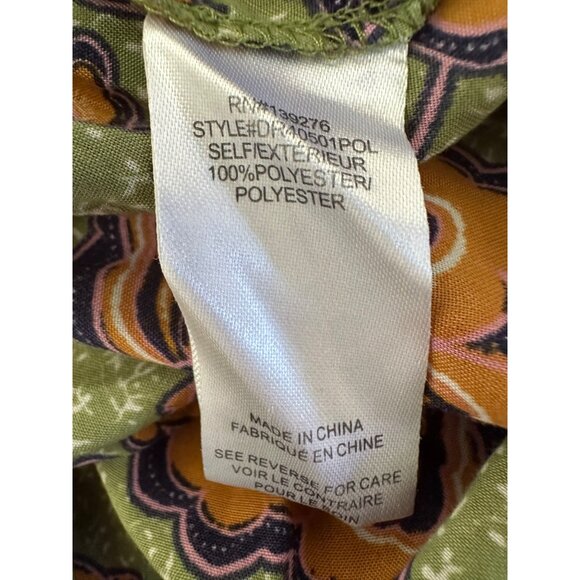 RN#139276
STYLE#DR40501POL
SELF/EXTÉRIEUR
100%POLYESTER/
POLYESTER
MADE IN CHINA
FABRIQUÉ EN CHINE
SEE REVERSE FOR CARE
VOIR LE CONTRAIRE
POUR LE